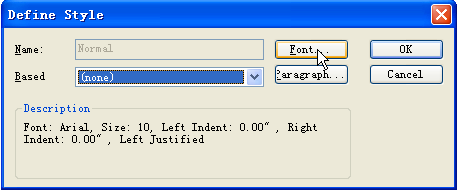 Define Style
Name: Normal Font... OK
Based (none) Paragraph... Cancel
Description
Font: Arial, Size: 10, Left Indent: 0.00", Right
Indent: 0.00", Left Justified